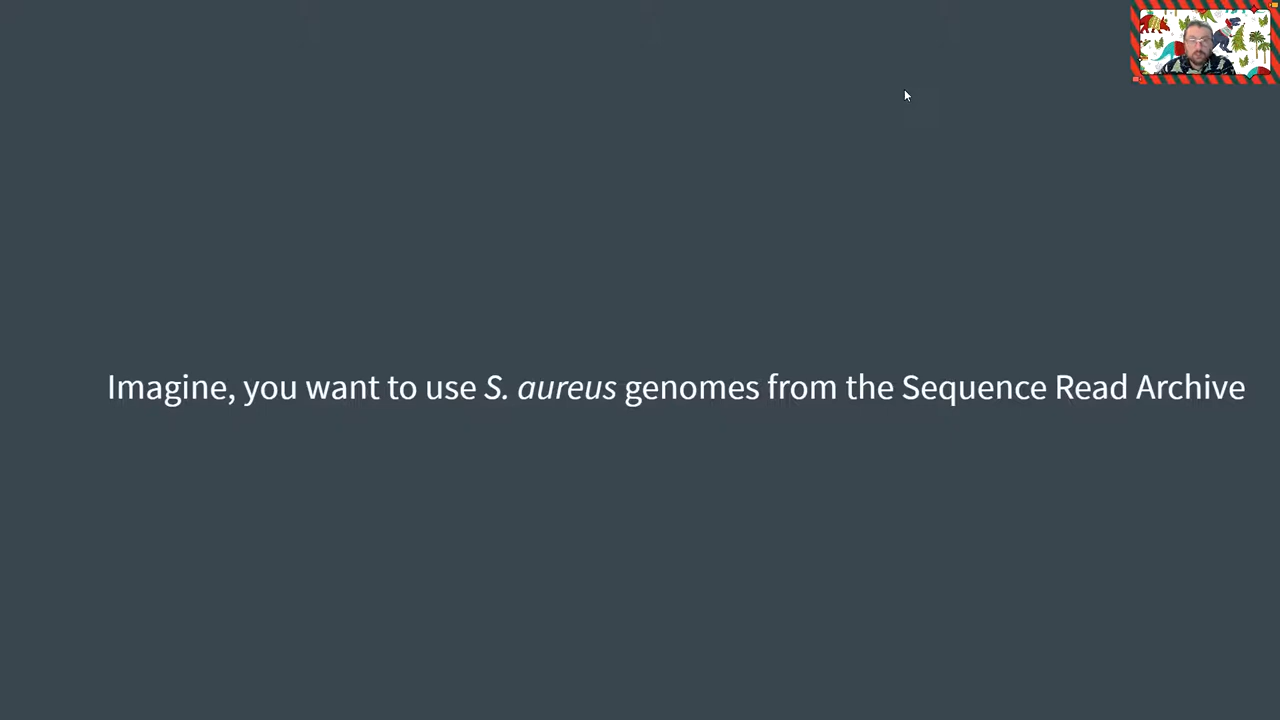 Imagine, you want to use S. aureus genomes from the Sequence Read Archive